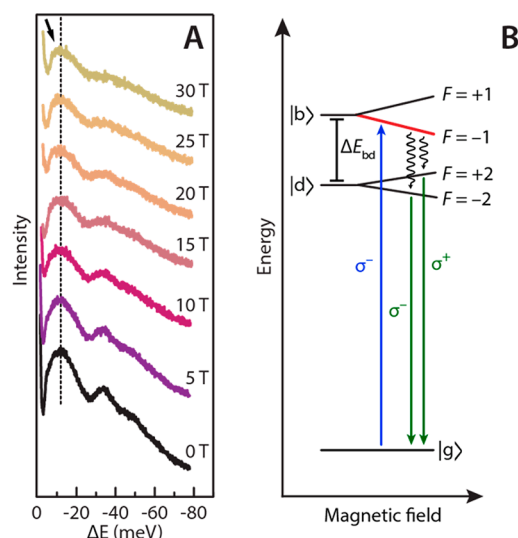 A
30 T
25 T
20 T
15 T
10 T
5 T
0 T
Intensity
0 -20 -40 -60 -80
ΔE (meV)
B
F = +1
|b⟩
F = −1
ΔEbd
F = +2
|d⟩
F = −2
Energy
σ−
σ−
σ+
|g⟩
Magnetic field